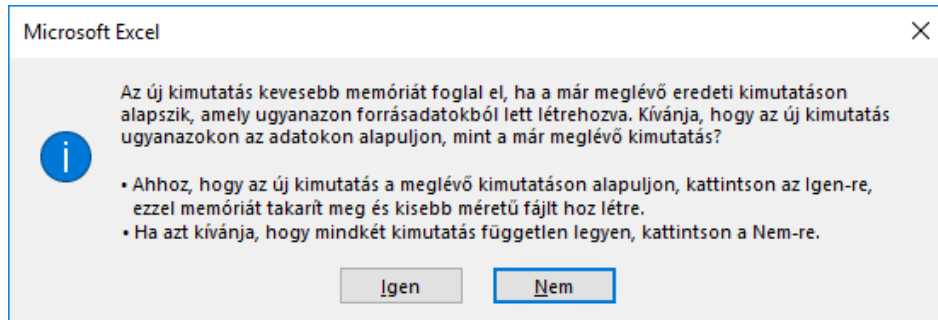 Microsoft Excel
Az új kimutatás kevesebb memóriát foglal el, ha a már meglévő eredeti kimutatáson
alapszik, amely ugyanazon forrásadatokból lett létrehozva. Kívánja, hogy az új kimutatás
ugyanazokon az adatokon alapuljon, mint a már meglévő kimutatás?
• Ahhoz, hogy az új kimutatás a meglévő kimutatáson alapuljon, kattintson az Igen-re,
ezzel memóriát takarít meg és kisebb méretű fájlt hoz létre.
• Ha azt kívánja, hogy mindkét kimutatás független legyen, kattintson a Nem-re.
Igen
Nem